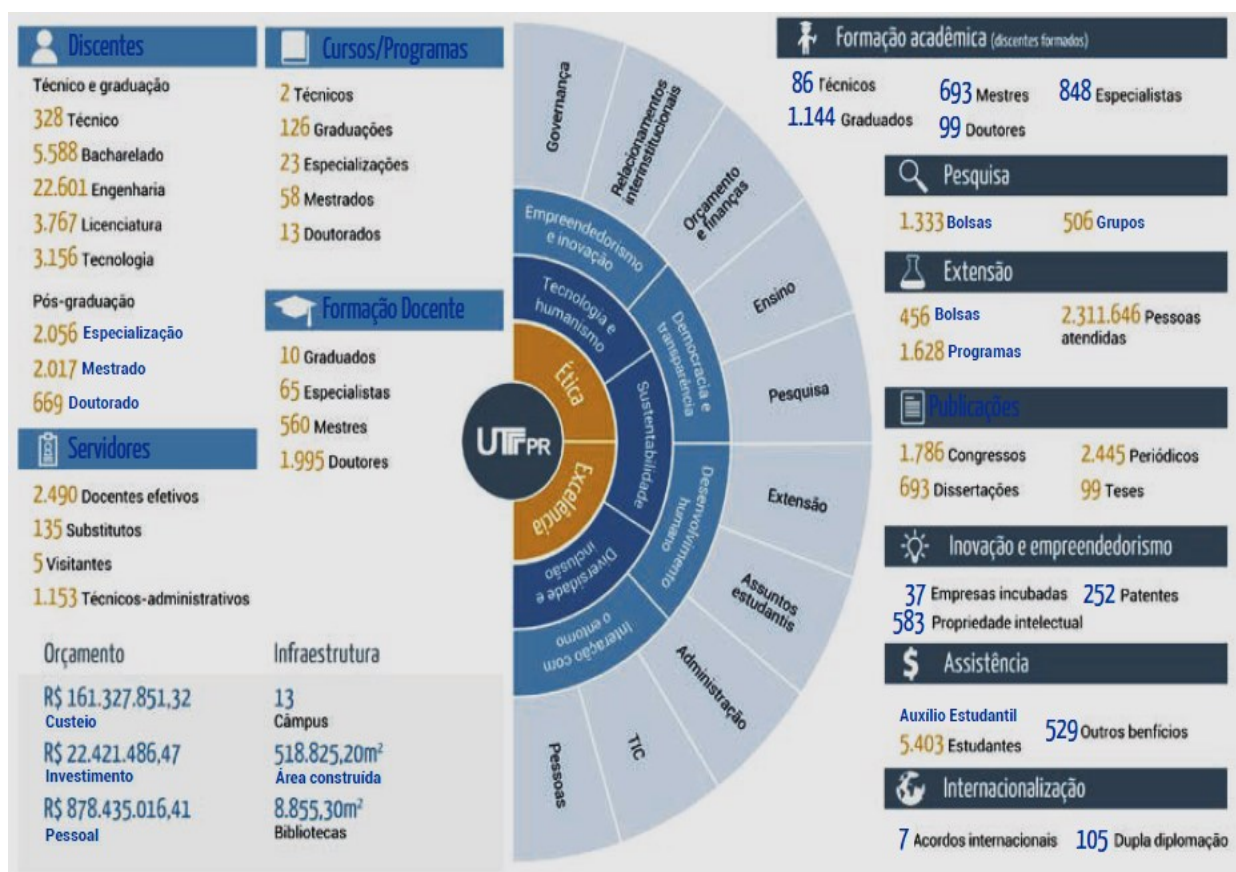 Discentes
Técnico e graduação
328 Técnico
5.588 Bacharelado
22.601 Engenharia
3.767 Licenciatura
3.156 Tecnologia
Pós-graduação
2.056 Especialização
2.017 Mestrado
669 Doutorado
Servidores
2.490 Docentes efetivos
135 Substitutos
5 Visitantes
1.153 Técnicos-administrativos
Cursos/Programas
2 Técnicos
126 Graduações
23 Especializações
58 Mestrados
13 Doutorados
Formação Docente
10 Graduados
65 Especialistas
560 Mestres
1.995 Doutores
Orçamento
R$ 161.327.851,32
Custeio
R$ 22.421.486,47
Investimento
R$ 878.435.016,41
Pessoal
Infraestrutura
13
Câmpus
518.825,20m²
Área construída
8.855,30m²
Bibliotecas
UTFPR
Ética
Excelência
Tecnologia e
humanismo
Sustentabilidade
Diversidade e
inclusão
Empreendedorismo
e inovação
Democracia e
transparência
Desenvolvimento
humano
Interação com
o entorno
Governança
Relacionamentos
interinstitucionais
Orçamento
e finanças
Ensino
Pesquisa
Extensão
Assuntos
estudantis
Administração
TIC
Pessoas
Formação acadêmica (discentes formados)
86 Técnicos
693 Mestres
848 Especialistas
1.144 Graduados
99 Doutores
Pesquisa
1.333 Bolsas
506 Grupos
Extensão
456 Bolsas
2.311.646 Pessoas
atendidas
1.628 Programas
Publicações
1.786 Congressos
2.445 Periódicos
693 Dissertações
99 Teses
Inovação e empreendedorismo
37 Empresas incubadas
252 Patentes
583 Propriedade intelectual
$ Assistência
Auxílio Estudantil
5.403 Estudantes
529 Outros benfícios
Internacionalização
7 Acordos internacionais
105 Dupla diplomação